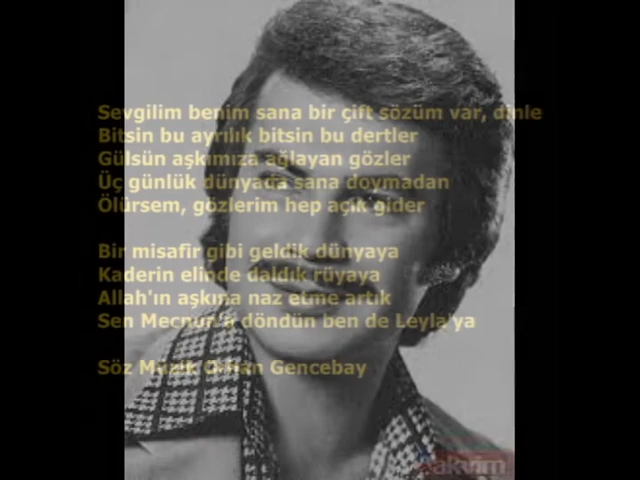 Sevgilim benim sana bir çift sözüm var, dinle
Bitsin bu ayrılık bitsin bu dertler
Gülsün aşkımıza ağlayan gözler
Üç günlük dünyada sana doymadan
Ölürsem, gözlerim hep açık gider
Bir misafir gibi geldik dünyaya
Kaderin elinde daldık rüyaya
Allah'ın aşkına naz etme artık
Sen Mecnun'a döndün ben de Leyla'ya
Söz Müzik Orhan Gencebay
takvim